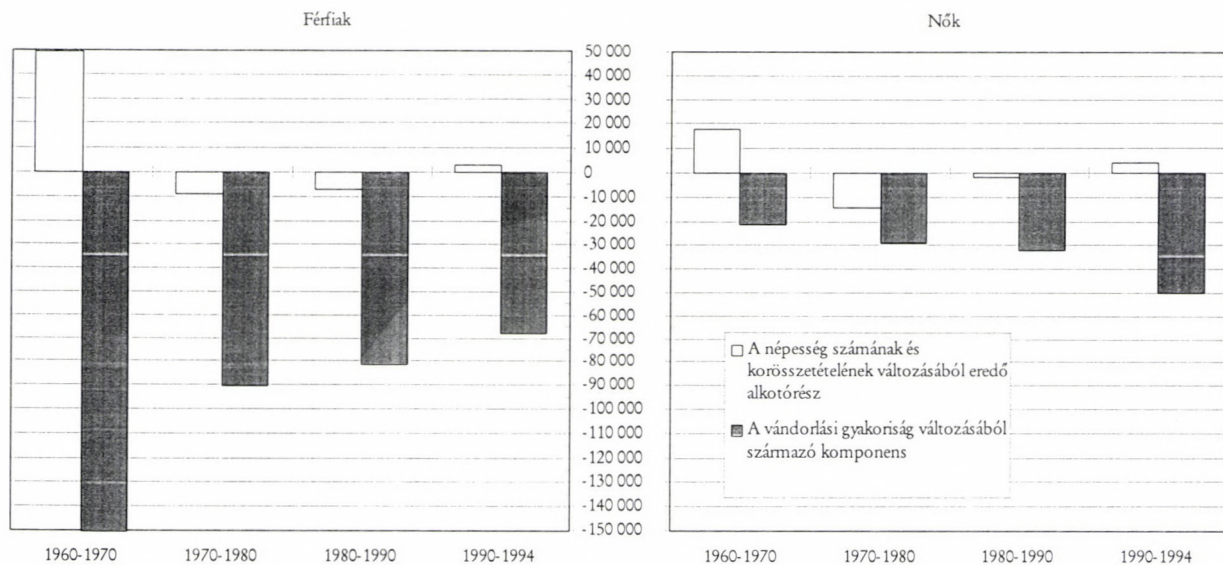 Férfiak
Nők
50 000
40 000
30 000
20 000
10 000
0
-10 000
-20 000
-30 000
-40 000
-50 000
-60 000
-70 000
-80 000
-90 000
-100 000
-110 000
-120 000
-130 000
-140 000
-150 000
A népesség számának és
korösszetételének változásából eredő
alkotórész
A vándorlási gyakoriság változásából
származó komponens
1960-1970 1970-1980 1980-1990 1990-1994
1960-1970 1970-1980 1980-1990 1990-1994